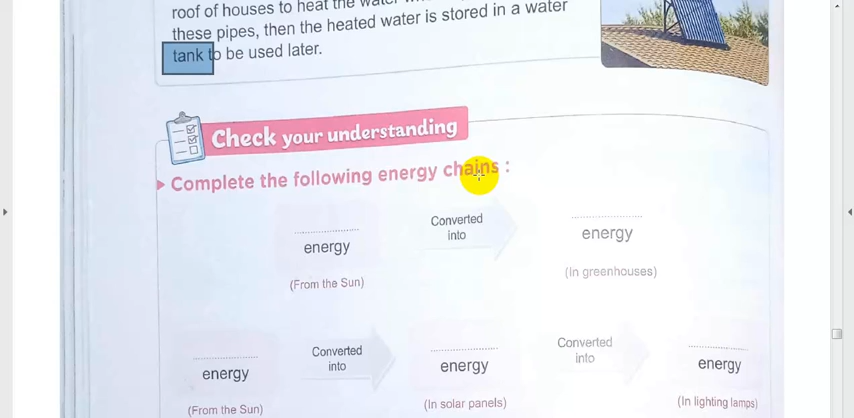 roof of houses to heat the water
these pipes, then the heated water is stored in a water
tank to be used later.
Check your understanding
Complete the following energy chains :
energy
Converted into
energy
(From the Sun)
(In greenhouses)
energy
Converted into
energy
Converted into
energy
(From the Sun)
(In solar panels)
(In lighting lamps)